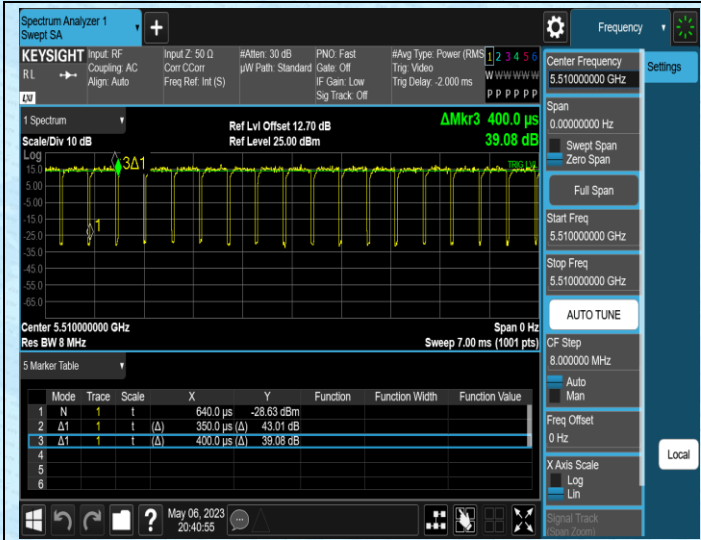 Spectrum Analyzer 1
Swept SA
Frequency
KEYSIGHT
RL
LXI
Input: RF
Coupling: AC
Align: Auto
Input Z: 50 Ω
Corr CCorr
Freq Ref: Int (S)
#Atten: 30 dB
µW Path: Standard
PNO: Fast
Gate: Off
IF Gain: Low
Sig Track: Off
#Avg Type: Power (RMS
Trig: Video
Trig Delay: -2.000 ms
1 2 3 4 5 6
W W W W W W
P P P P P P
1 Spectrum
Scale/Div 10 dB
Log
Ref Lvl Offset 12.70 dB
Ref Level 25.00 dBm
ΔMkr3 400.0 µs
39.08 dB
15.0
5.00
-5.00
-15.0
-25.0
-35.0
-45.0
-55.0
-65.0
3Δ1
1
TRIG LVL
Center 5.510000000 GHz
Res BW 8 MHz
Span 0 Hz
Sweep 7.00 ms (1001 pts)
5 Marker Table
Mode Trace Scale X Y Function Function Width Function Value
1 N 1 t 640.0 µs -28.63 dBm
2 Δ1 1 t (Δ) 350.0 µs (Δ) 43.01 dB
3 Δ1 1 t (Δ) 400.0 µs (Δ) 39.08 dB
4
5
6
May 06, 2023
20:40:55
?
Center Frequency
5.510000000 GHz
Settings
Span
0.00000000 Hz
Swept Span
Zero Span
Full Span
Start Freq
5.510000000 GHz
Stop Freq
5.510000000 GHz
AUTO TUNE
CF Step
8.000000 MHz
Auto
Man
Freq Offset
0 Hz
X Axis Scale
Log
Lin
Local
Signal Track
(Span Zoom)